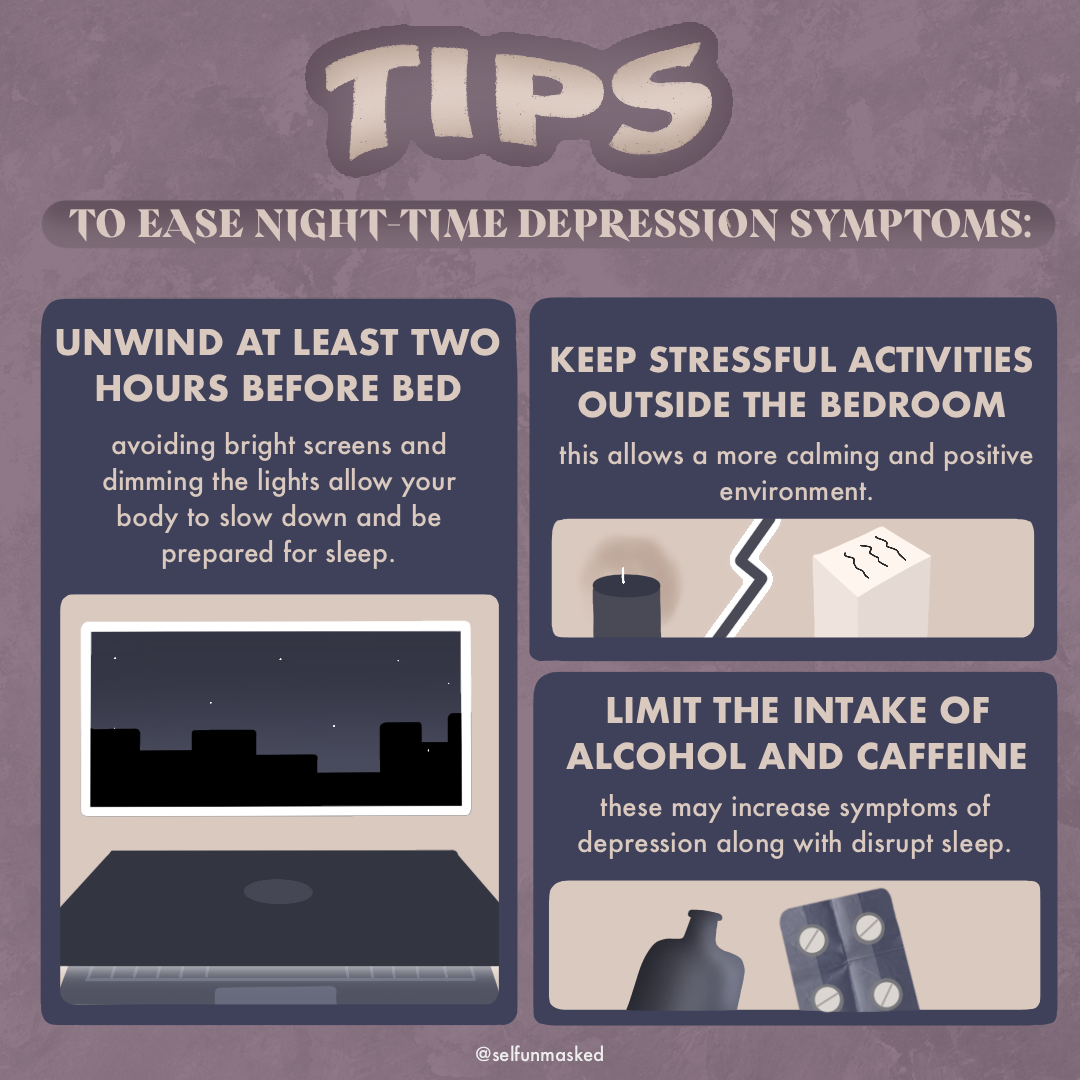 TIPS
TO EASE NIGHT-TIME DEPRESSION SYMPTOMS:
UNWIND AT LEAST TWO
HOURS BEFORE BED
avoiding bright screens and
dimming the lights allow your
body to slow down and be
prepared for sleep.
KEEP STRESSFUL ACTIVITIES
OUTSIDE THE BEDROOM
this allows a more calming and positive
environment.
LIMIT THE INTAKE OF
ALCOHOL AND CAFFEINE
these may increase symptoms of
depression along with disrupt sleep.
@selfunmasked